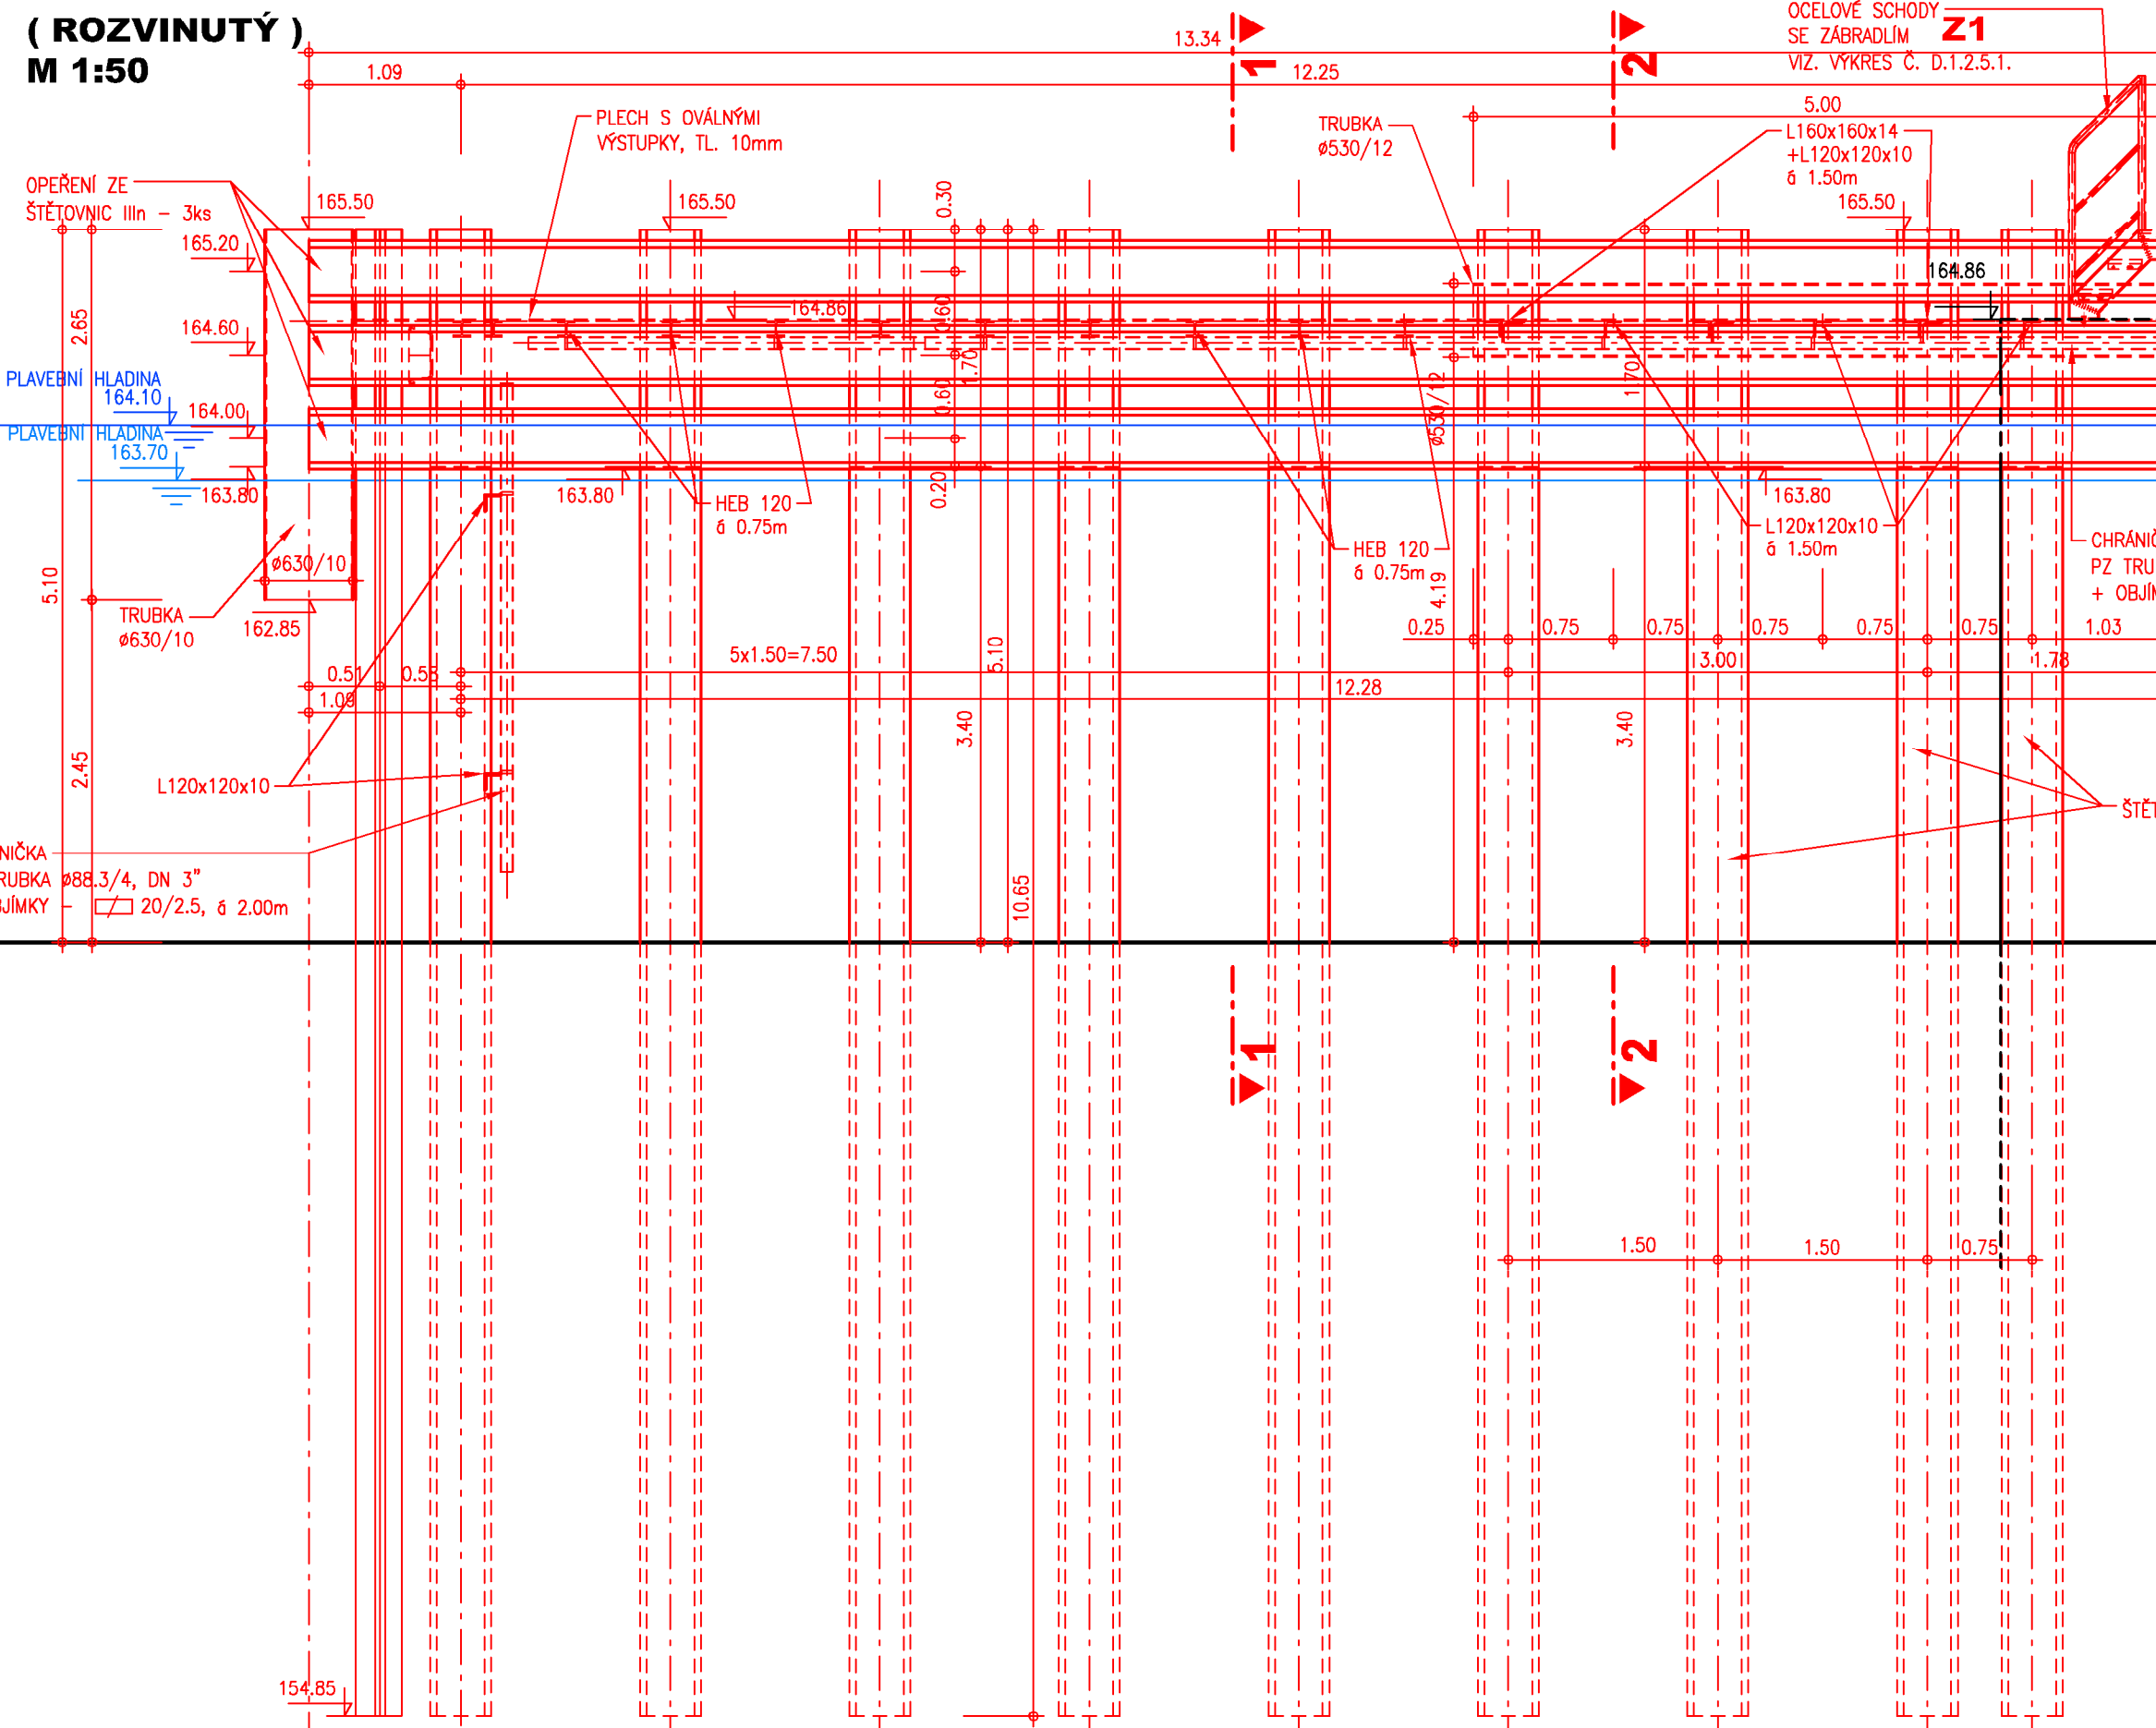 ( ROZVINUTÝ )
M 1:50
13.34
1.09
12.25
1
2
OCELOVÉ SCHODY
SE ZÁBRADLÍM
Z1
VIZ. VÝKRES Č. D.1.2.5.1.
5.00
PLECH S OVÁLNÝMI
VÝSTUPKY, TL. 10mm
TRUBKA
ø530/12
L160x160x14
+L120x120x10
á 1.50m
OPEŘENÍ ZE
ŠTĚTOVNIC IIIn – 3ks
165.50
165.50
0.30
165.50
165.20
164.86
164.86
0.60
2.65
164.60
1.70
1.70
PLAVEBNÍ HLADINA
164.10
0.60
ø530/12
164.00
PLAVEBNÍ HLADINA
163.70
163.80
163.80
0.20
163.80
HEB 120
á 0.75m
HEB 120
á 0.75m
L120x120x10
á 1.50m
PZ
ø630/10
5.10
TRUBKA
ø630/10
162.85
4.19
0.25
0.75
0.75
0.75
0.75
0.75
1.03
5x1.50=7.50
5.10
3.00
1.78
0.51
1.09
12.28
3.40
3.40
2.45
L120x120x10
ø88.3/4, DN 3"
– 20/2.5, á 2.00m
10.65
1
2
1.50
1.50
0.75
154.85